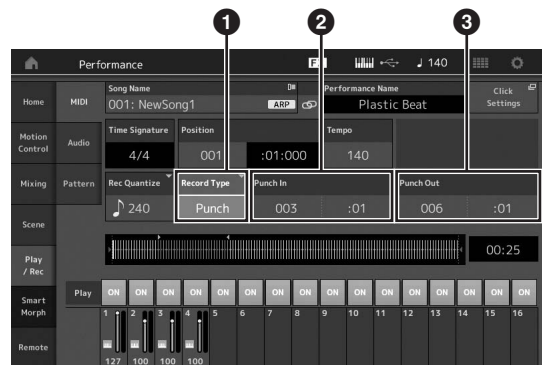 1 2 3
Performance 140
Song Name Performance Name Click Settings
Home MIDI 001: NewSong1 ARP Plastic Beat
Time Signature Position Tempo
Motion Control Audio 4/4 001 :01:000 140
Mixing Pattern Rec Quantize Record Type Punch In Punch Out
240 Punch 003 :01 006 :01
Scene
Play / Rec 00:25
Play ON ON ON ON ON ON ON ON ON ON ON ON ON ON ON ON
Smart Morph 1 2 3 4 5 6 7 8 9 10 11 12 13 14 15 16
Remote 127 100 100 100